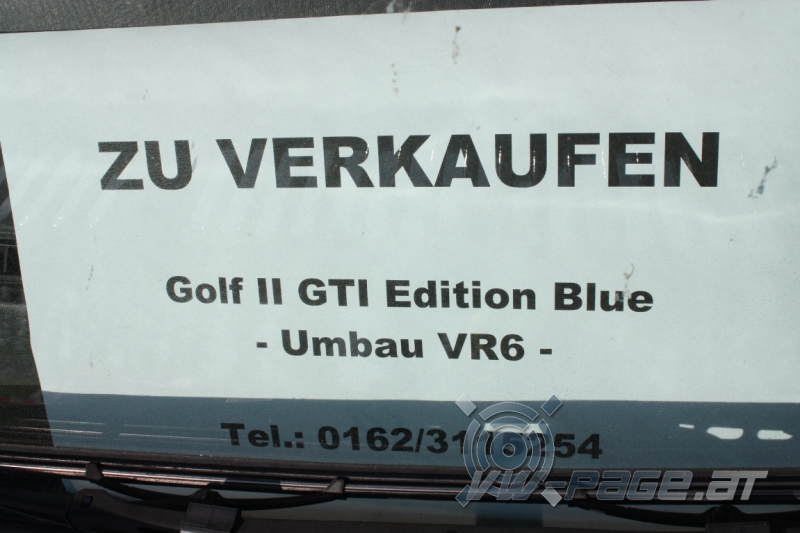 ZU VERKAUFEN
Golf II GTI Edition Blue
- Umbau VR6 -
Tel.:
vw-page.at